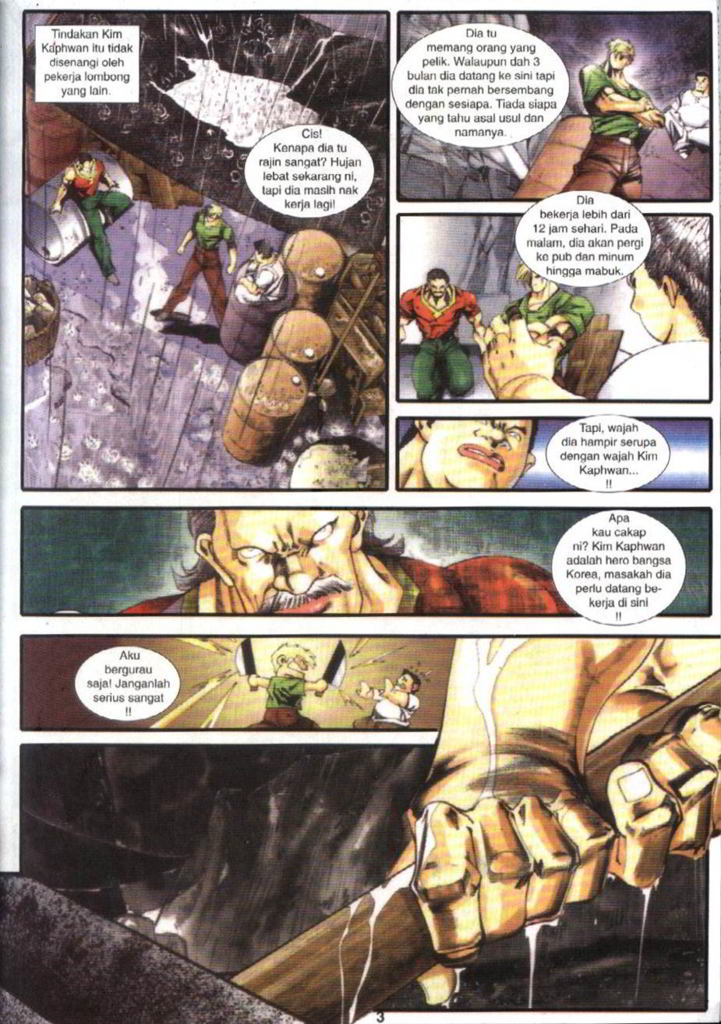 Tindakan Kim
Kaphwan itu tidak
disenangi oleh
pekerja lombong
yang lain.
Cis!
Kenapa dia tu
rajin sangat? Hujan
lebat sekarang ni,
tapi dia masih nak
kerja lagi!
Dia tu
memang orang yang
pelik. Walaupun dah 3
bulan dia datang ke sini tapi
dia tak pernah bersembang
dengan sesiapa. Tiada siapa
yang tahu asal usul dan
namanya.
Dia
bekerja lebih dari
12 jam sehari. Pada
malam, dia akan pergi
ke pub dan minum
hingga mabuk.
Tapi, wajah
dia hampir serupa
dengan wajah Kim
Kaphwan...
!!
Apa
kau cakap
ni? Kim Kaphwan
adalah hero bangsa
Korea, masakah dia
perlu datang be-
kerja di sini
!!
Aku
bergurau
saja! Janganlah
serius sangat
!!
3